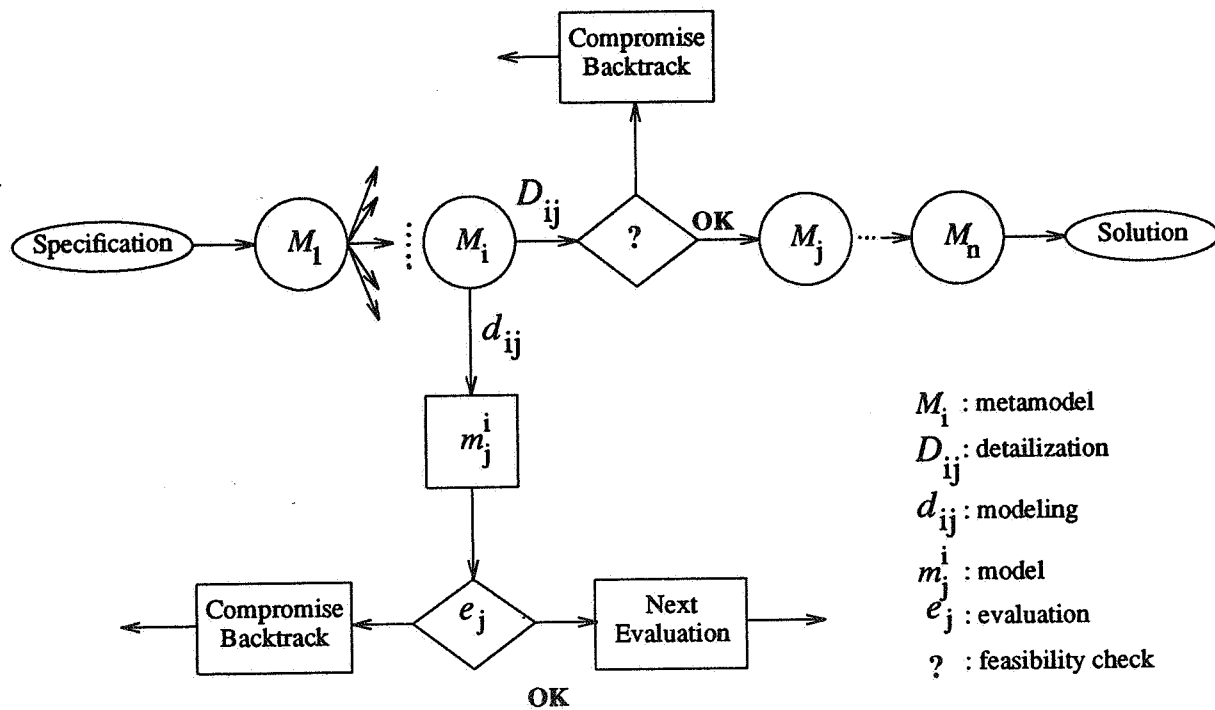 Compromise
Backtrack
Specification
M_1
M_i
D_ij
?
OK
M_j
...
M_n
Solution
d_ij
m_j^i
Compromise
Backtrack
e_j
Next
Evaluation
OK
M_i : metamodel
D_ij : detailization
d_ij : modeling
m_j^i : model
e_j : evaluation
? : feasibility check